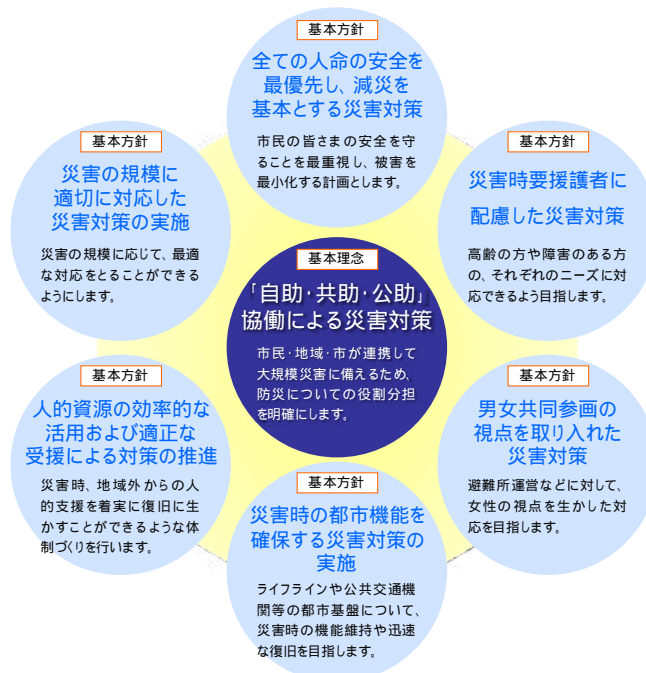 基本方針
全ての人命の安全を
最優先し、減災を
基本とする災害対策
市民の皆さまの安全を守
ることを最重視し、被害を
最小化する計画とします。
基本方針
災害の規模に
適切に対応した
災害対策の実施
災害の規模に応じて、最適
な対応をとることができる
ようにします。
基本方針
災害時要援護者に
配慮した災害対策
高齢の方や障害のある方
の、それぞれのニーズに対
応できるよう目指します。
基本理念
「自助・共助・公助」
協働による災害対策
市民・地域・市が連携して
大規模災害に備えるため、
防災についての役割分担
を明確にします。
基本方針
人的資源の効率的な
活用および適正な
受援による対策の推進
災害時、地域外からの人
的支援を着実に復旧に生
かすことができるような体
制づくりを行います。
基本方針
男女共同参画の
視点を取り入れた
災害対策
避難所運営などに対して、
女性の視点を生かした対
応を目指します。
基本方針
災害時の都市機能を
確保する災害対策の
実施
ライフラインや公共交通機
関等の都市基盤について、
災害時の機能維持や迅速
な復旧を目指します。